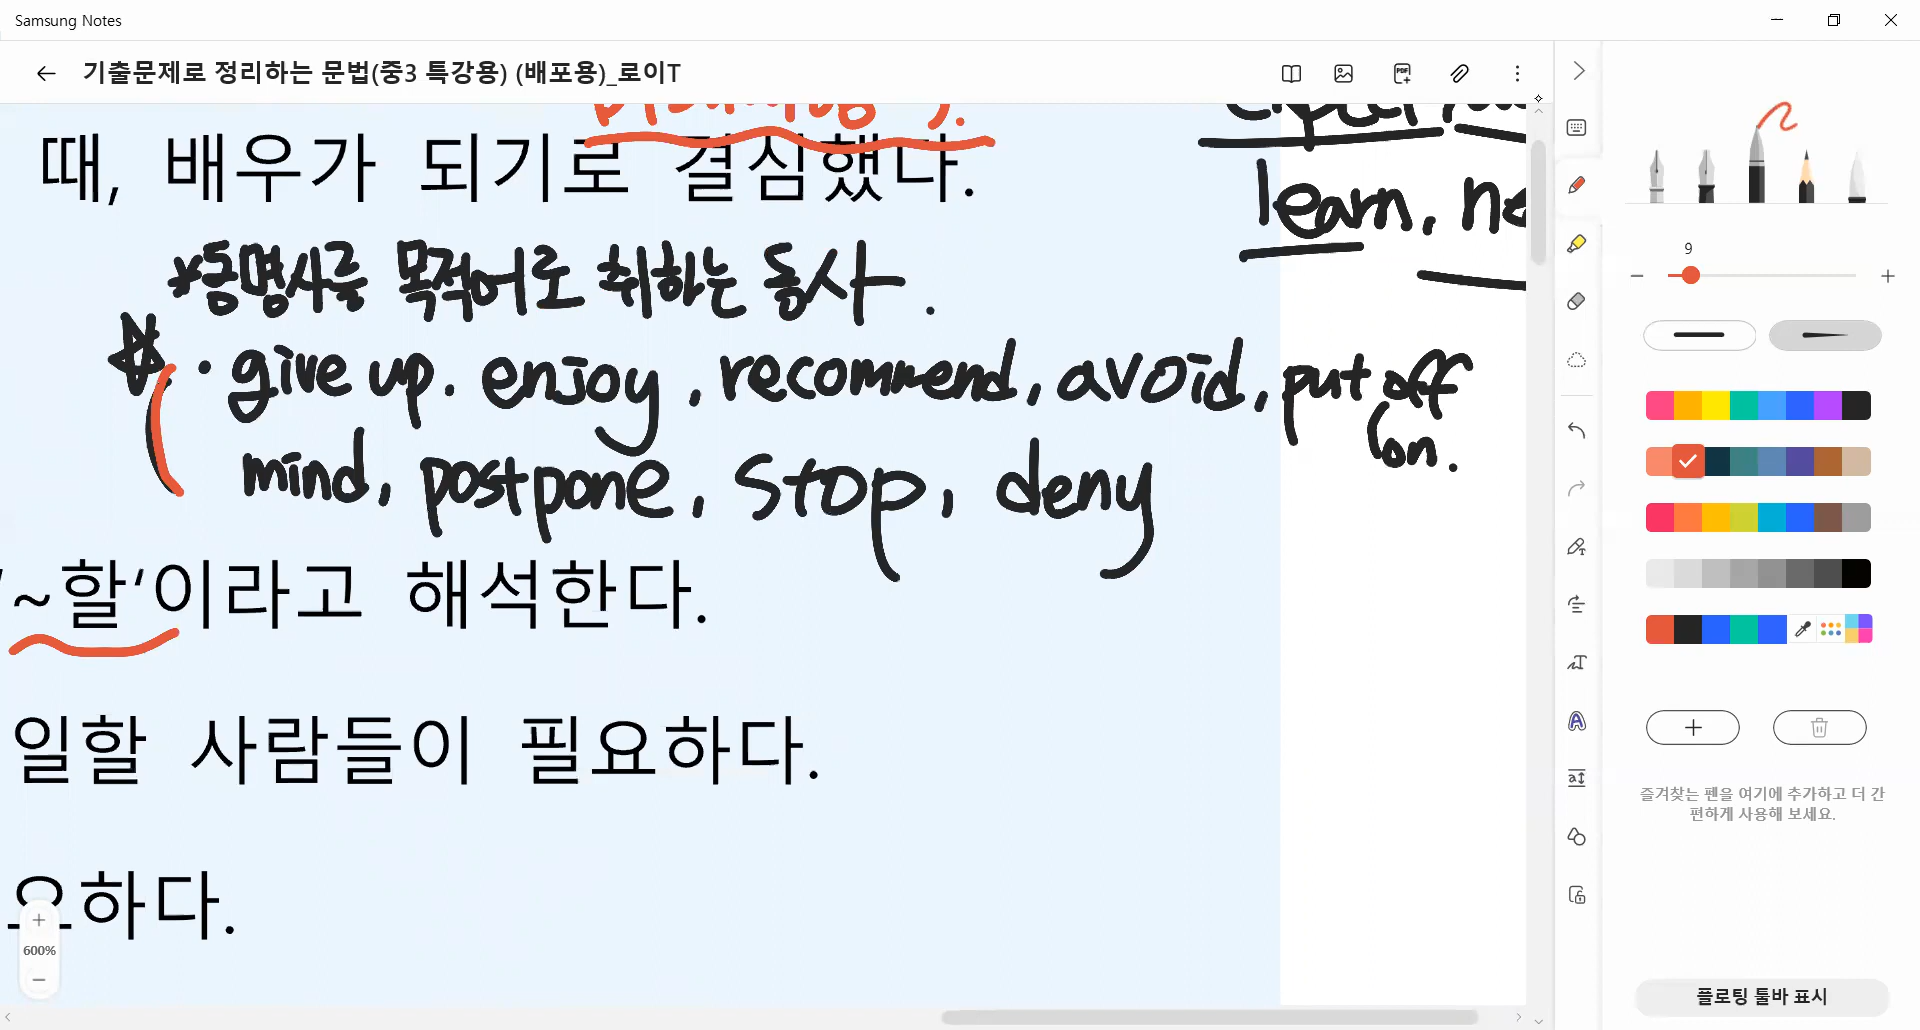 Samsung Notes
기출문제로 정리하는 문법(중3 특강용) (배포용)_로이T
때, 배우가 되기로 결심했다.
learn,
*동명사를 목적어로 취하는 동사.
· give up. enjoy, recommend, avoid, put off
on.
mind, postpone, stop, deny
'~할'이라고 해석한다.
일할 사람들이 필요하다.
요하다.
600%
9
즐겨찾는 펜을 여기에 추가하고 더 간
편하게 사용해 보세요.
플로팅 툴바 표시